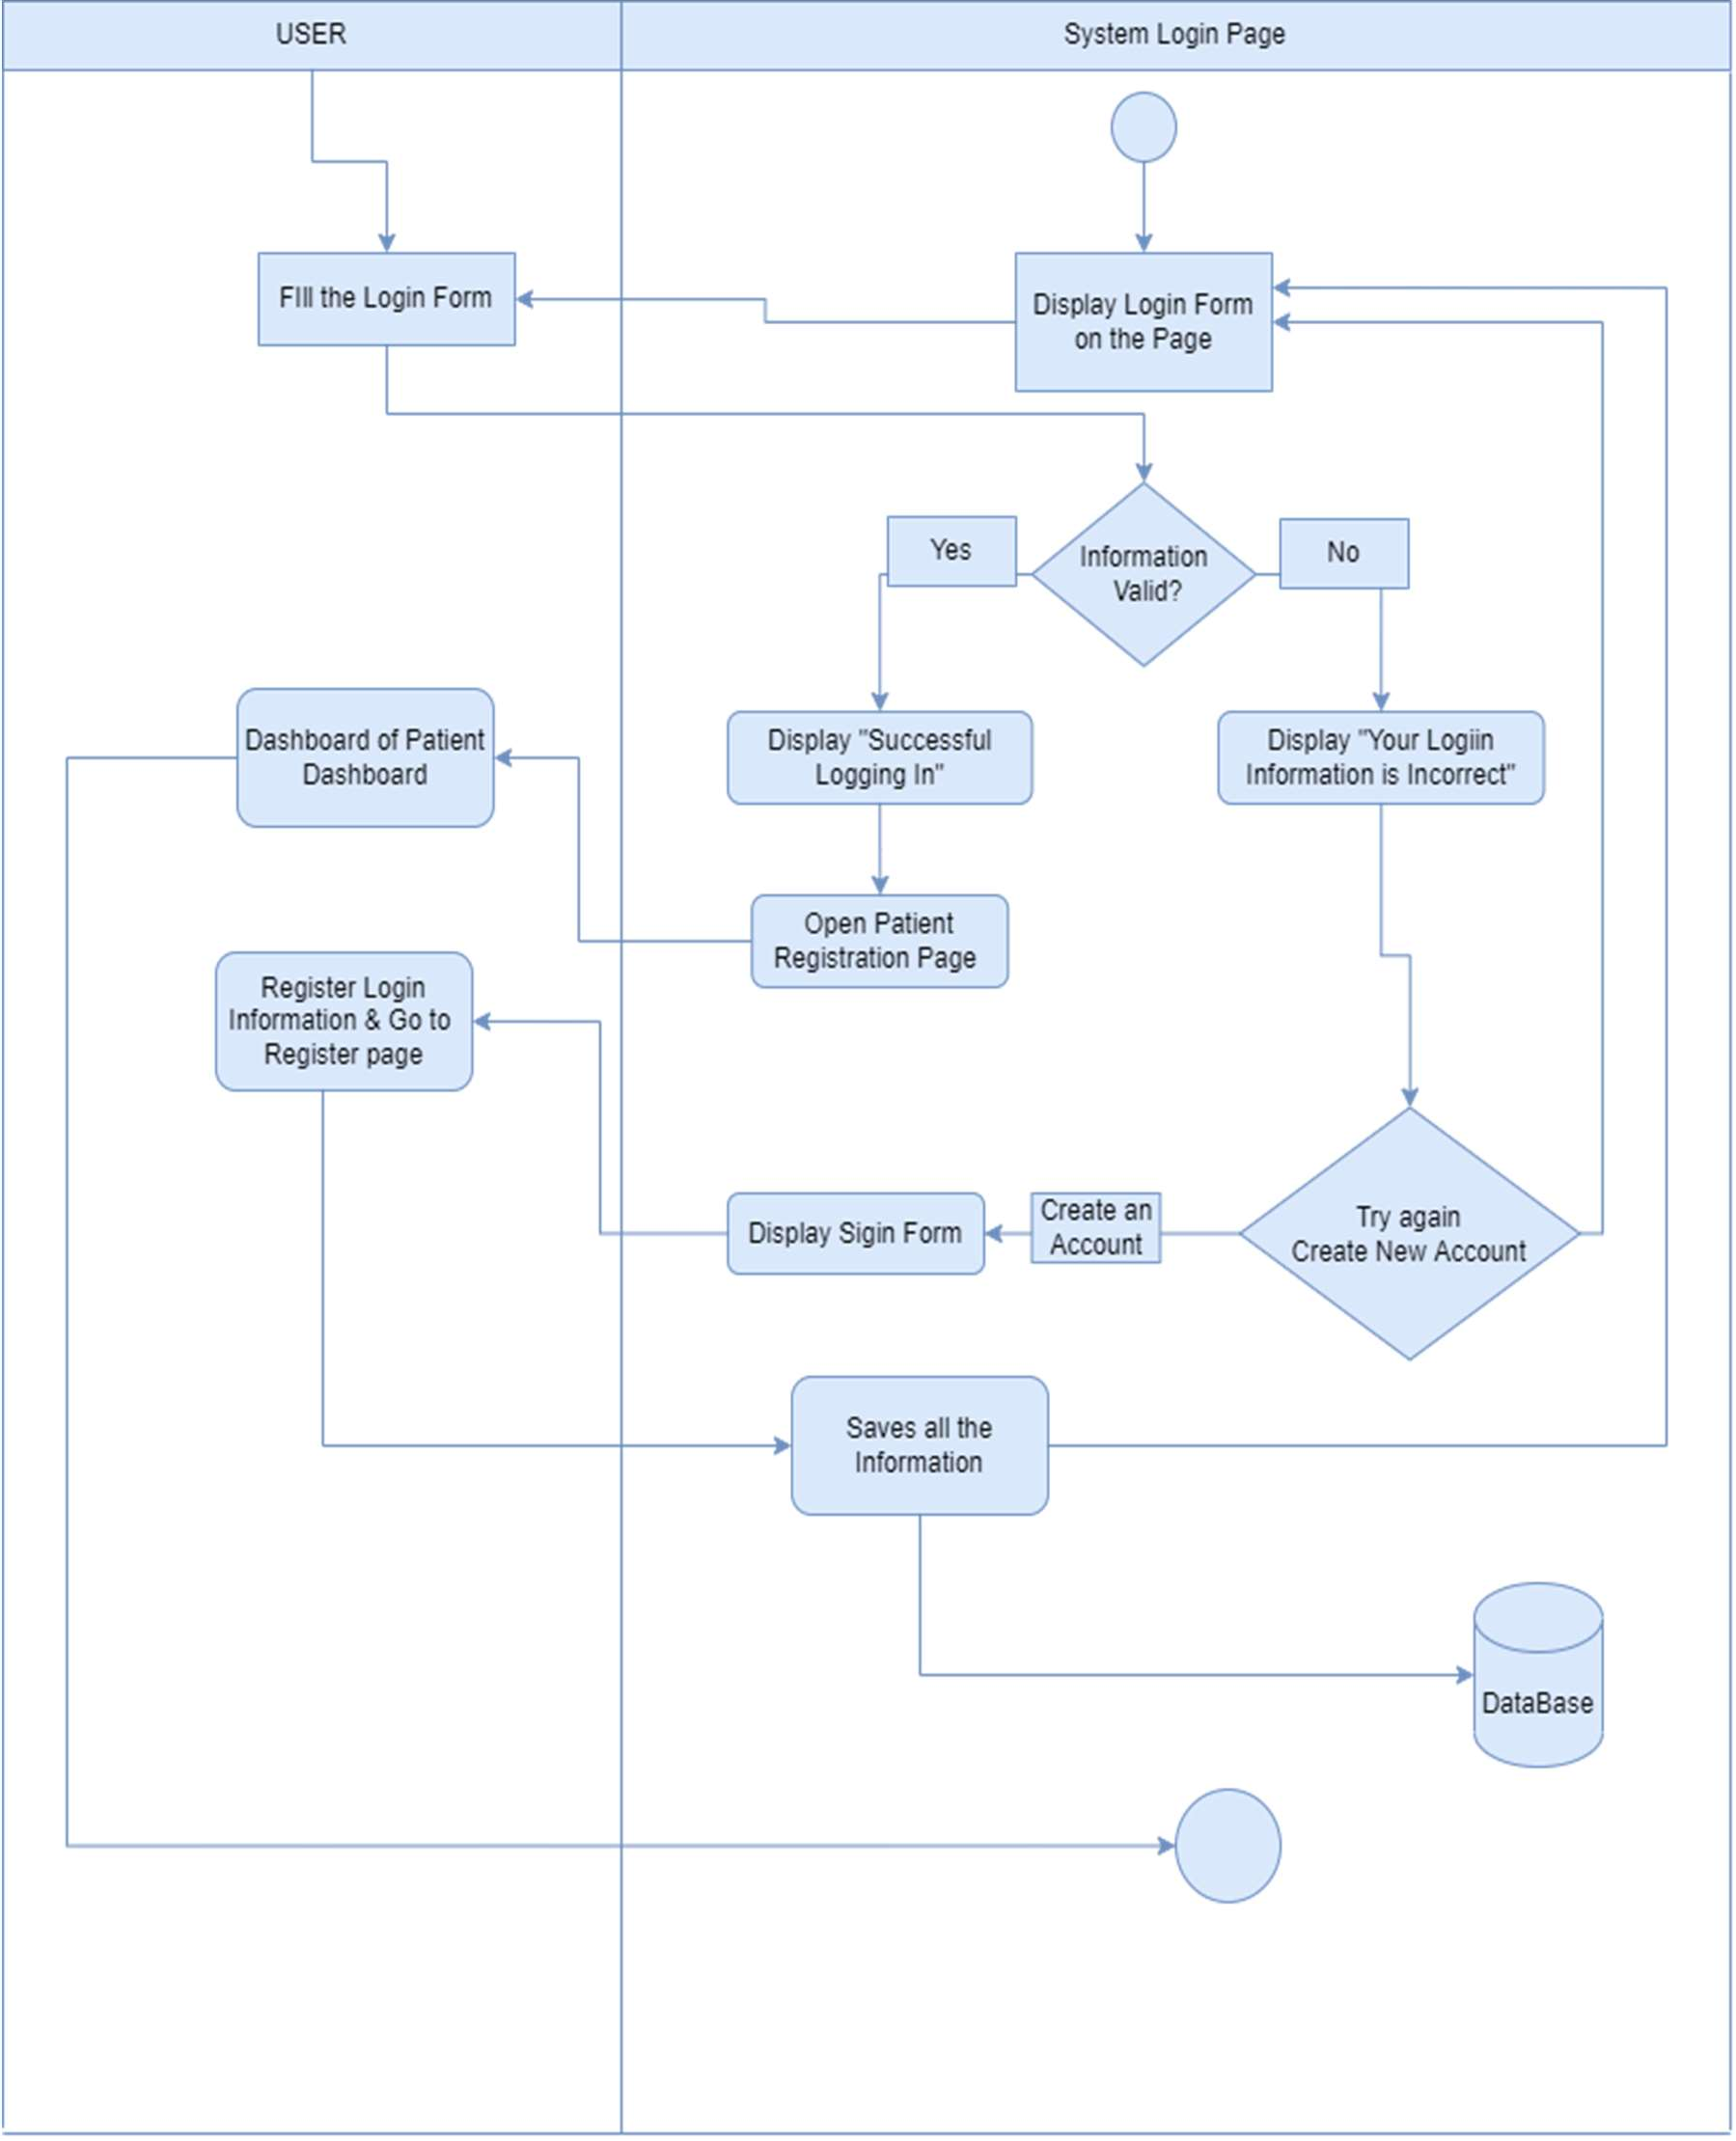 USER
System Login Page
FIll the Login Form
Display Login Form
on the Page
Yes
Information
Valid?
No
Dashboard of Patient
Dashboard
Display "Successful
Logging In"
Display "Your Logiin
Information is Incorrect"
Open Patient
Registration Page
Register Login
Information & Go to
Register page
Display Sigin Form
Create an
Account
Try again
Create New Account
Saves all the
Information
DataBase